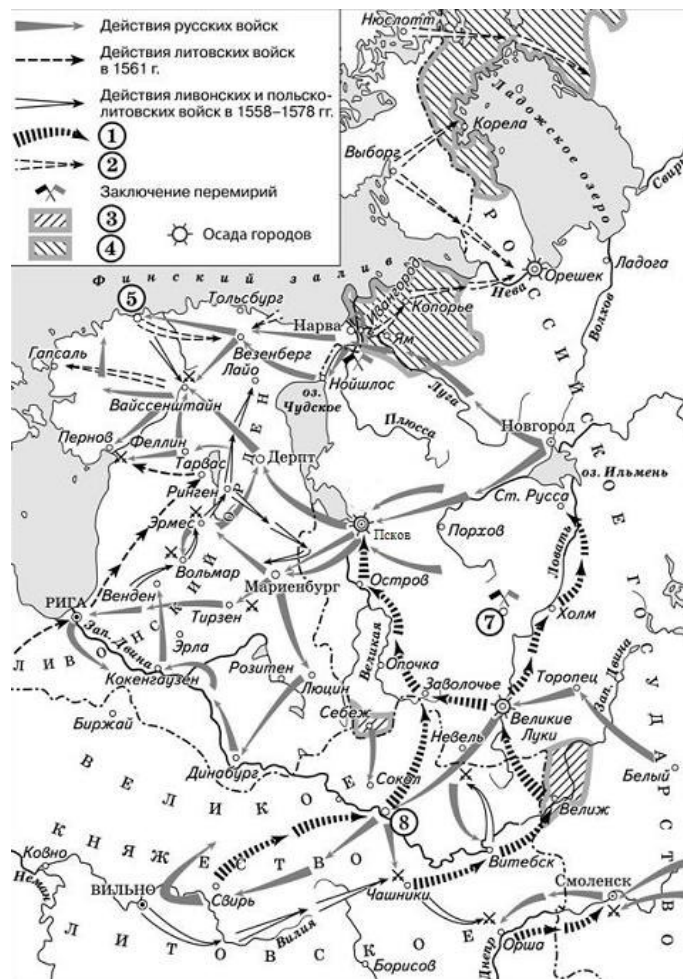 Действия русских войск
Действия литовских войск
в 1561 г.
Действия ливонских и польско-
литовских войск в 1558–1578 гг.
1
2
Заключение перемирий
3
4
Осада городов
Нюслотт
Ладожское озеро
Корела
Выборг
Свирь
РОССИЙСКОЕ ГОСУДАРСТВО
Финский залив
Орешек
Ладога
Нева
Волхов
5
Тольсбург
Нарва
Ивангород
Копорье
Ям
Гапсаль
Везенберг
Лайо
Нойшлос
оз.
Чудское
Луга
Вайссенштайн
Плюсса
Новгород
Пернов
Феллин
Дерпт
оз. Ильмень
Тарвас
Ринген
Ст. Русса
Псков
Порхов
Эрмес
Ловать
ЛИВОНСКИЙ ОРДЕН
Вольмар
Мариенбург
Остров
7
РИГА
Венден
Тирзен
Холм
Зап. Двина
Эрла
Великая
Розитен
Опочка
Зап. Двина
Кокенгаузен
Люцин
Заволочье
Торопец
Биржай
Себеж
Великие
Луки
Невель
Динабург
Сокол
Белый
ВЕЛИКОЕ
КНЯЖЕСТВО
ЛИТОВСКОЕ
8
Велиж
Ковно
Неман
Витебск
ВИЛЬНО
Свирь
Чашники
Смоленск
Вилия
Орша
Днепр
Борисов